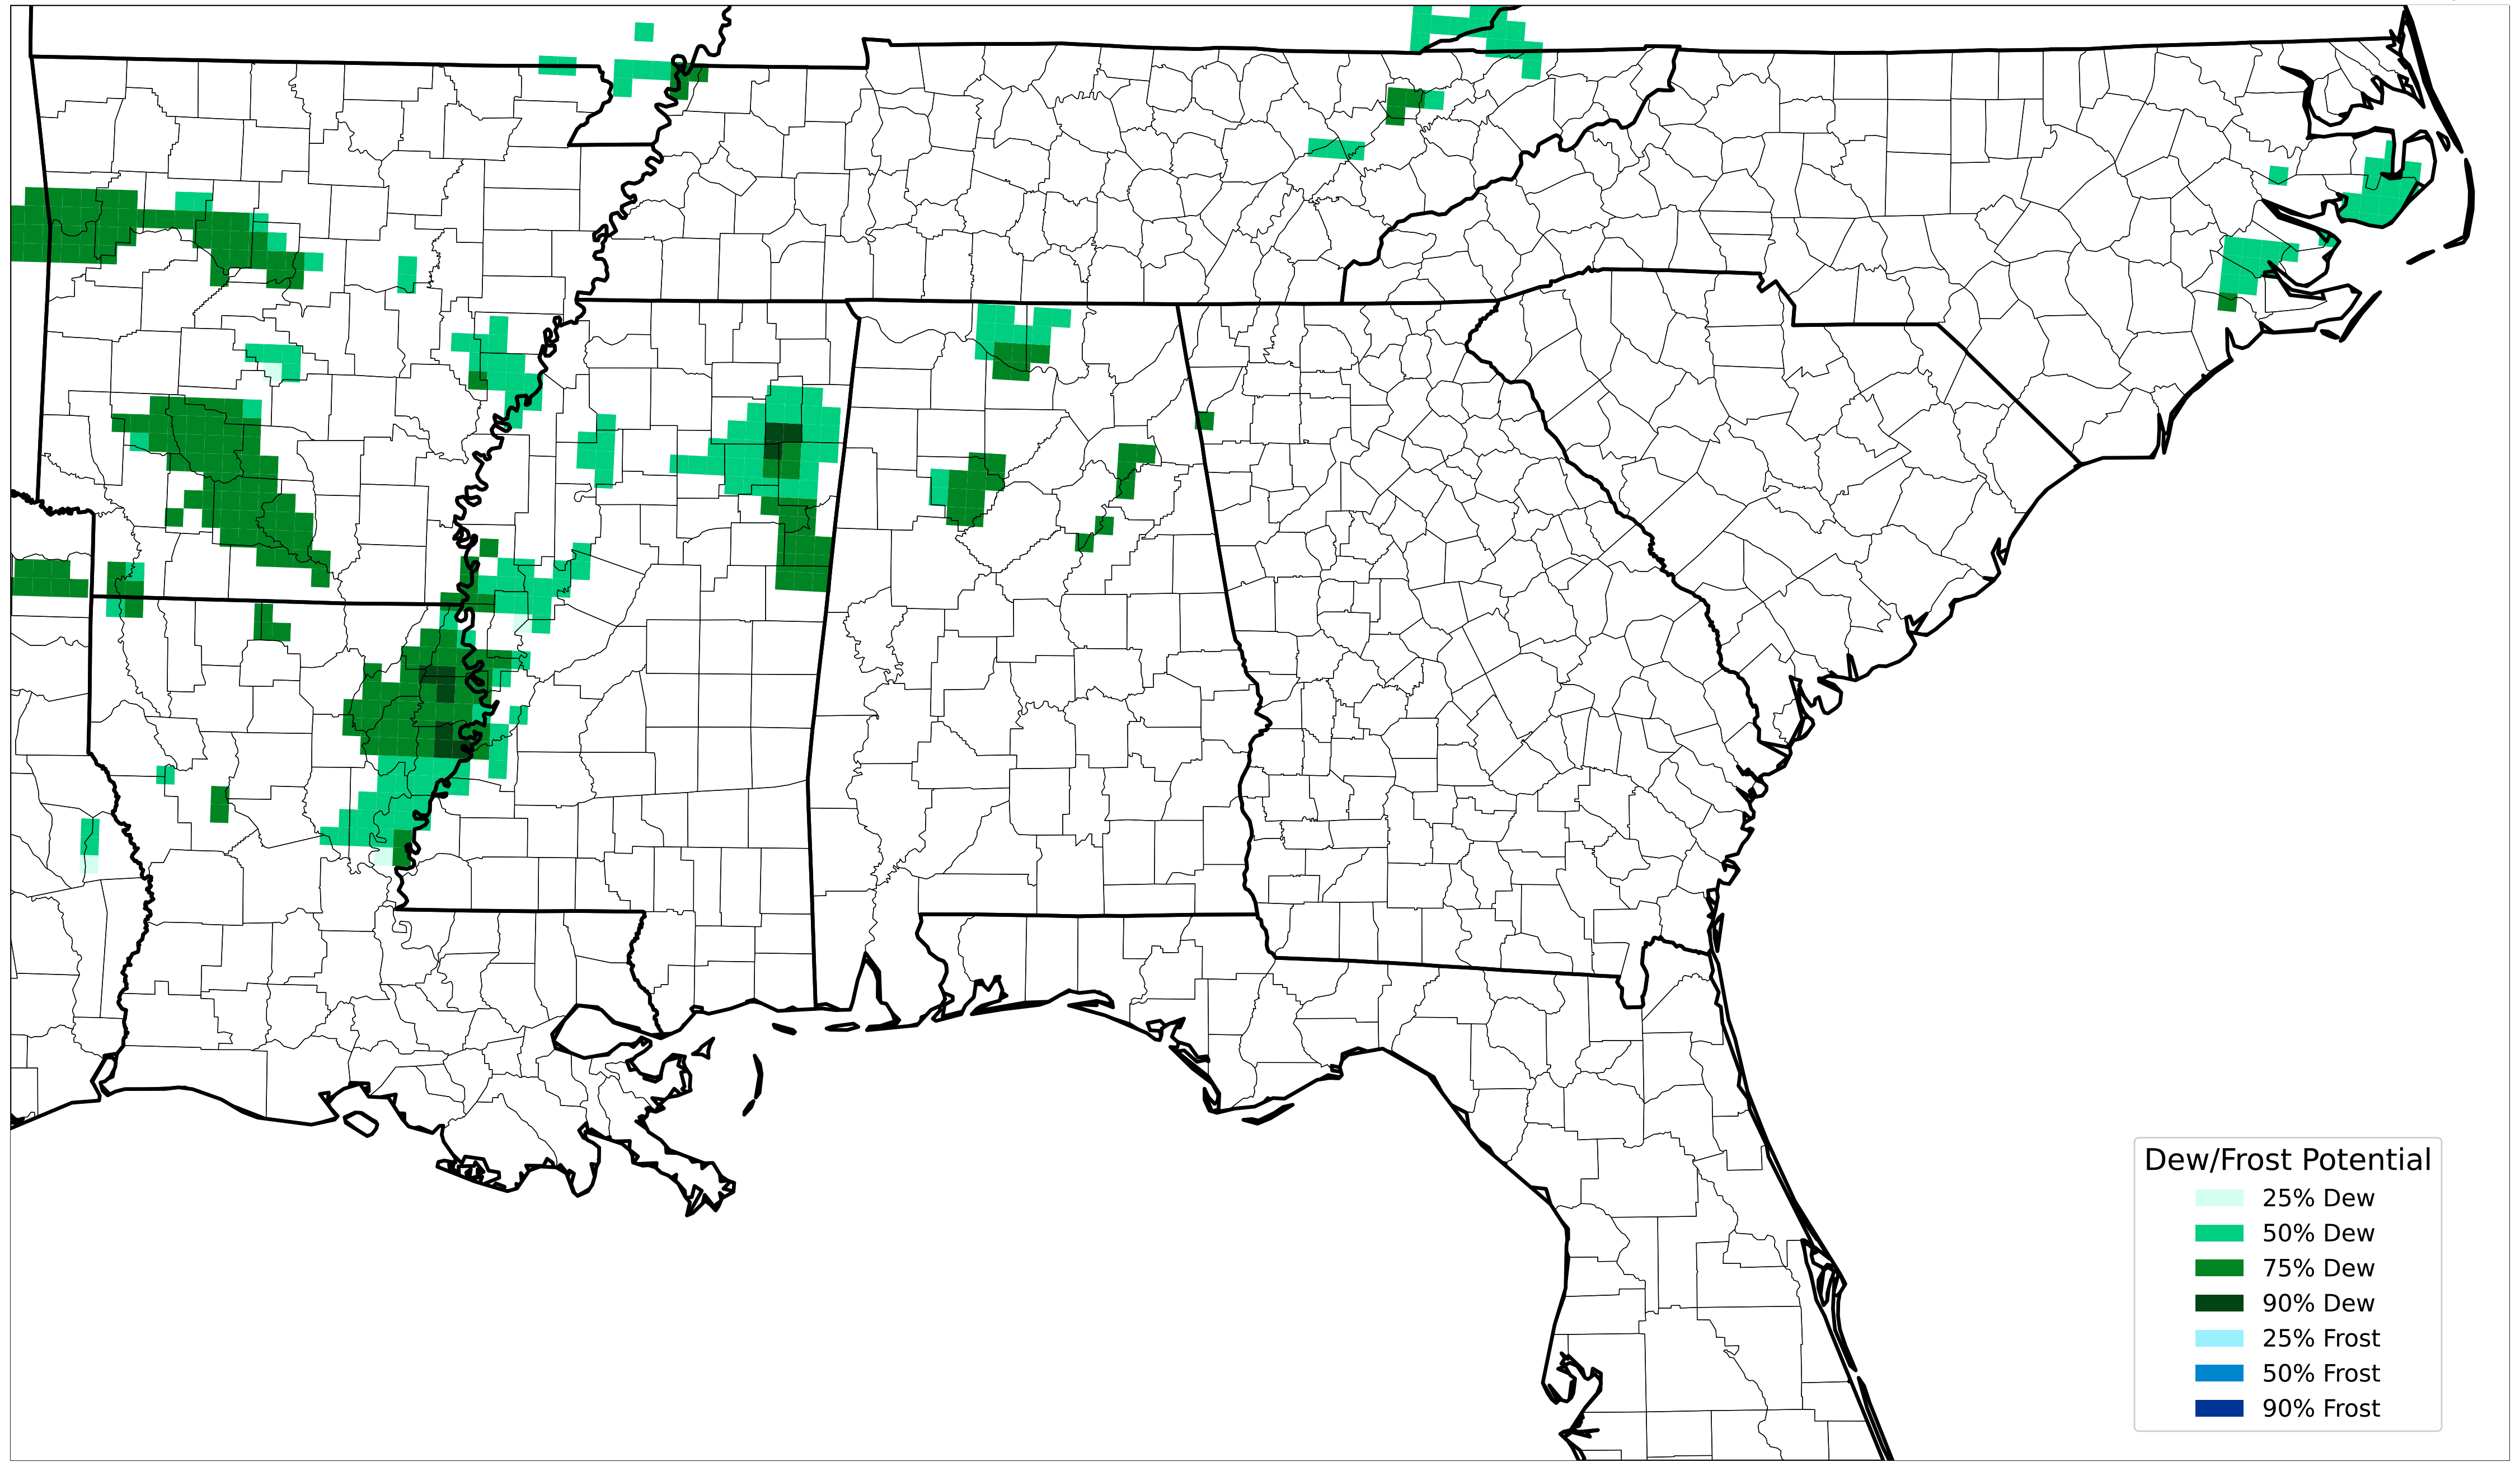 Dew/Frost Potential
25% Dew
50% Dew
75% Dew
90% Dew
25% Frost
50% Frost
90% Frost